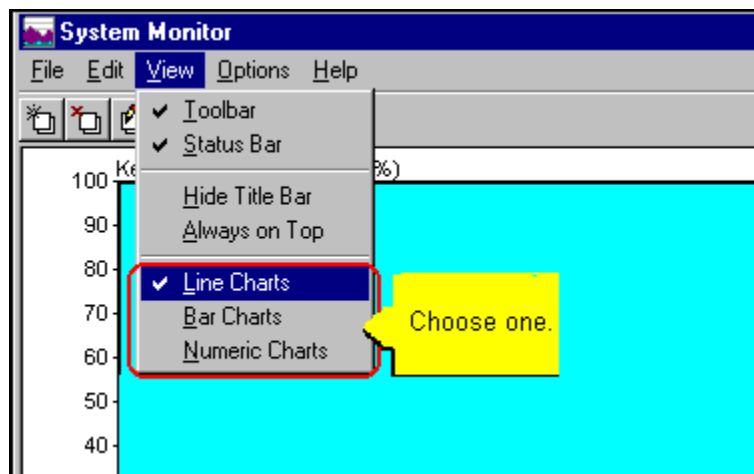 System Monitor
File Edit View Options Help
Toolbar
Status Bar
Hide Title Bar
Always on Top
Line Charts
Bar Charts
Numeric Charts
Choose one.
%)
100
90
80
70
60
50
40